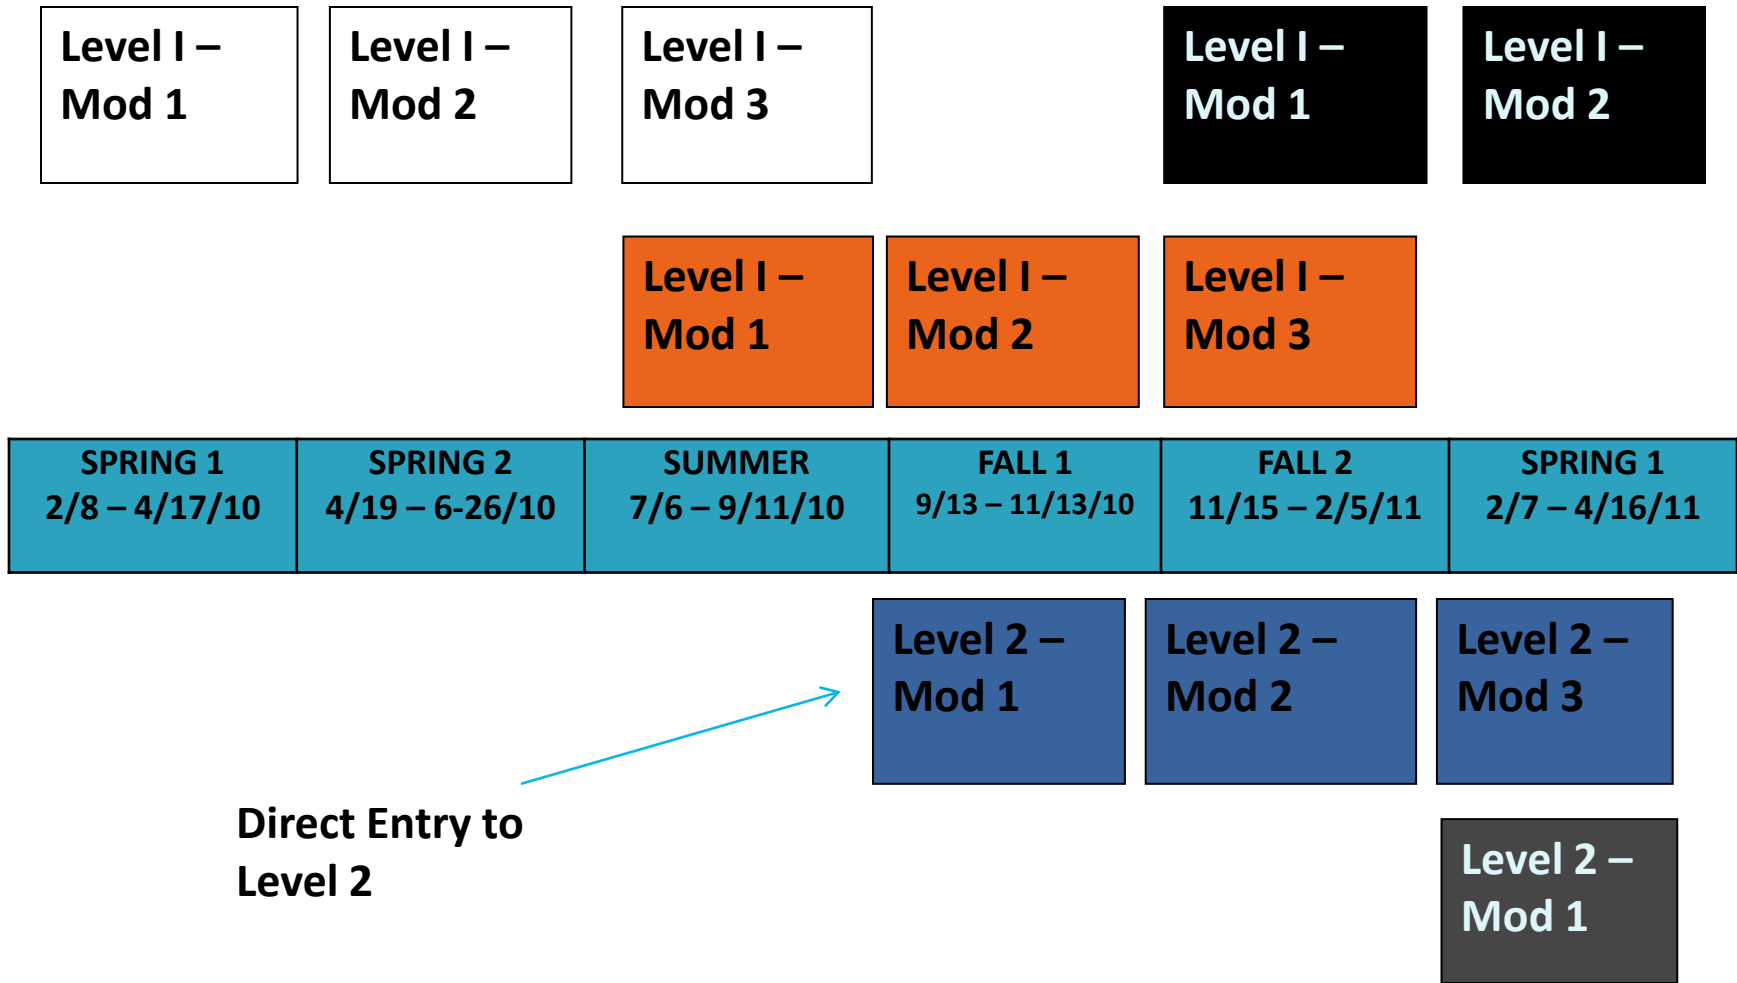 Level I –
Mod 1
Level I –
Mod 2
Level I –
Mod 3
Level I –
Mod 1
Level I –
Mod 2
Level I –
Mod 1
Level I –
Mod 2
Level I –
Mod 3
SPRING 1
2/8 – 4/17/10
SPRING 2
4/19 – 6-26/10
SUMMER
7/6 – 9/11/10
FALL 1
9/13 – 11/13/10
FALL 2
11/15 – 2/5/11
SPRING 1
2/7 – 4/16/11
Level 2 –
Mod 1
Level 2 –
Mod 2
Level 2 –
Mod 3
Direct Entry to
Level 2
Level 2 –
Mod 1